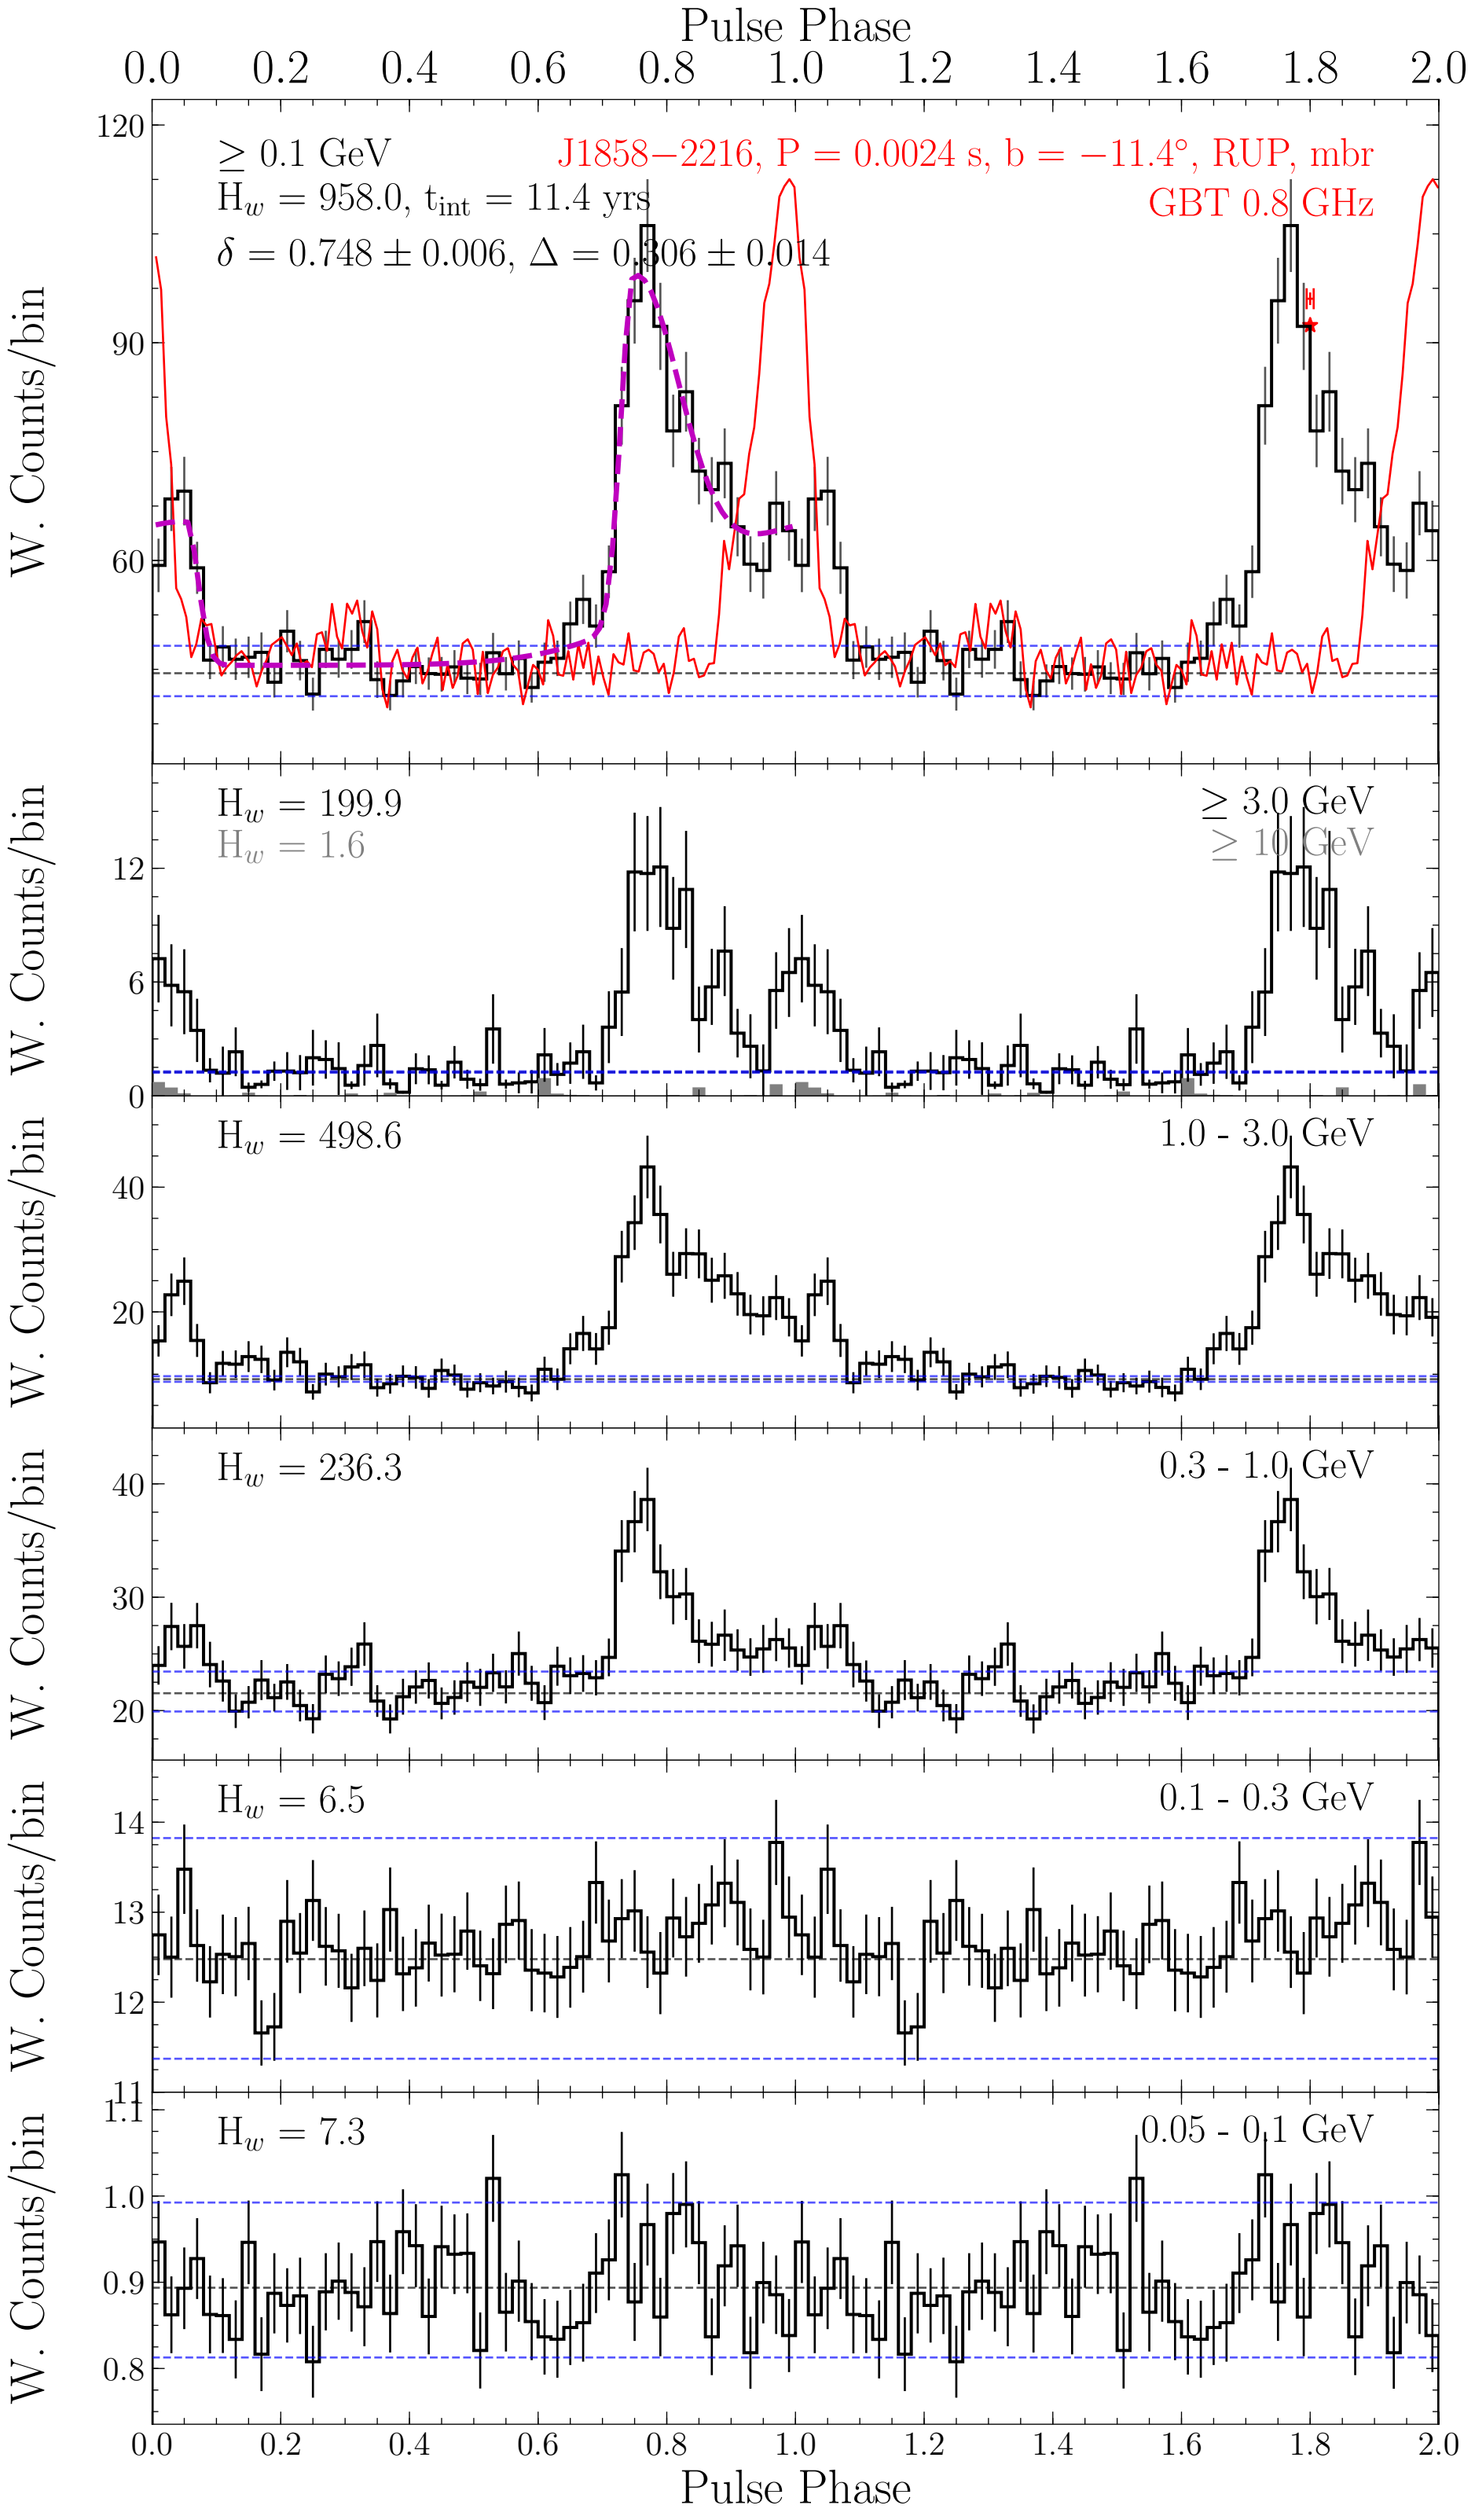 Pulse Phase
0.0 0.2 0.4 0.6 0.8 1.0 1.2 1.4 1.6 1.8 2.0
≥ 0.1 GeV
J1858−2216, P = 0.0024 s, b = −11.4°, RUP, mbr
H_w = 958.0, t_int = 11.4 yrs
GBT 0.8 GHz
δ = 0.748 ± 0.006, Δ = 0.306 ± 0.014
120
90
60
W. Counts/bin
H_w = 199.9
≥ 3.0 GeV
H_w = 1.6
≥ 10 GeV
12
6
0
W. Counts/bin
H_w = 498.6
1.0 - 3.0 GeV
40
20
W. Counts/bin
H_w = 236.3
0.3 - 1.0 GeV
40
30
20
W. Counts/bin
H_w = 6.5
0.1 - 0.3 GeV
14
13
12
11
W. Counts/bin
H_w = 7.3
0.05 - 0.1 GeV
1.1
1.0
0.9
0.8
W. Counts/bin
0.0 0.2 0.4 0.6 0.8 1.0 1.2 1.4 1.6 1.8 2.0
Pulse Phase